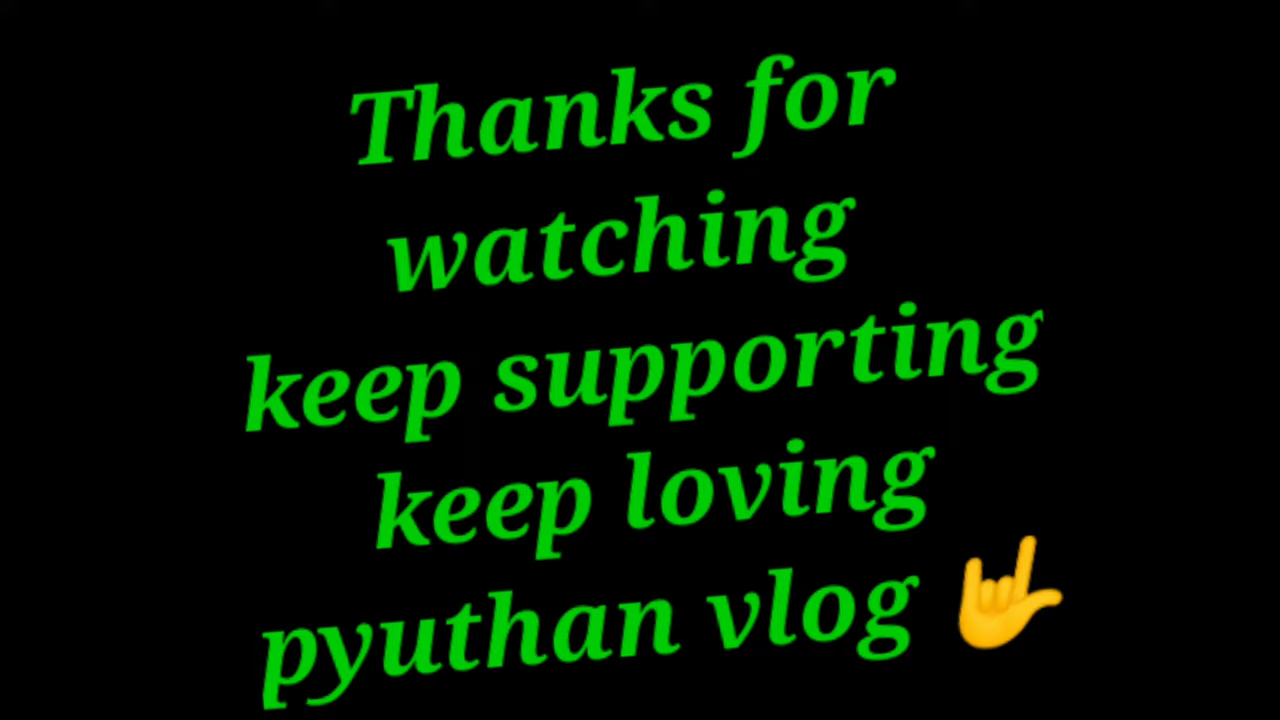 Thanks for
watching
keep supporting
keep loving
pyuthan vlog 🤟